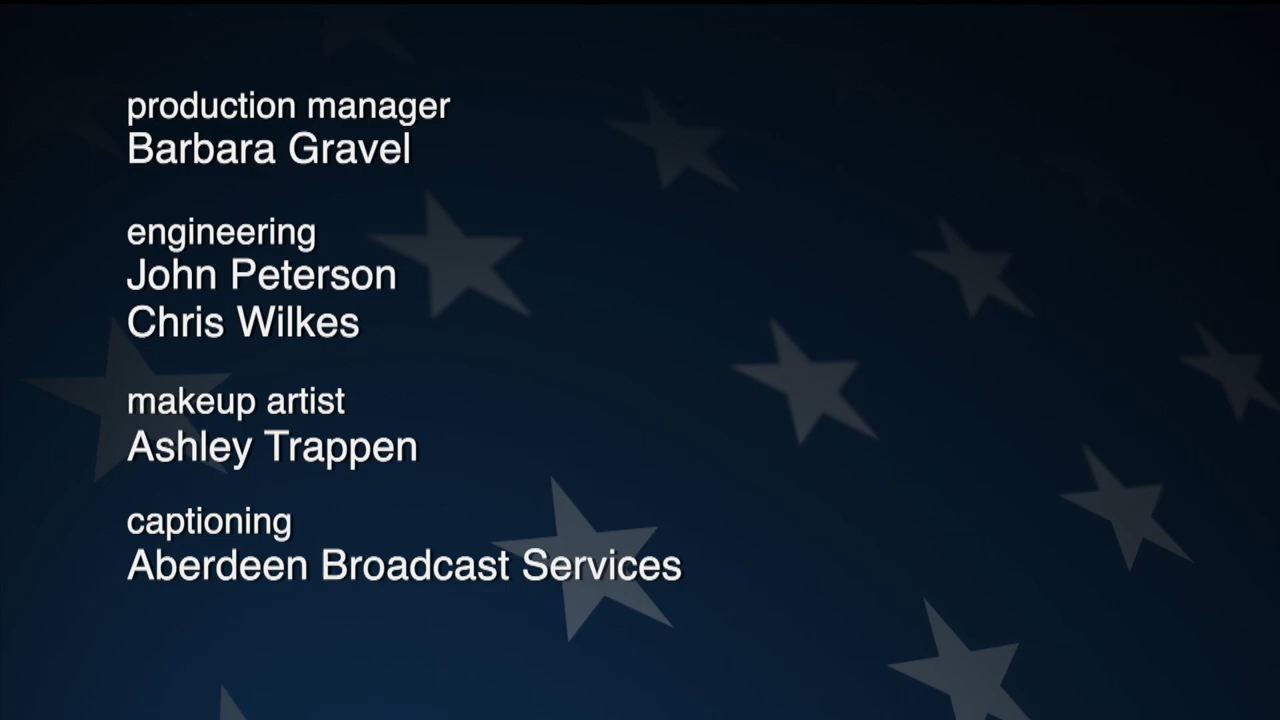 production manager
Barbara Gravel
engineering
John Peterson
Chris Wilkes
makeup artist
Ashley Trappen
captioning
Aberdeen Broadcast Services